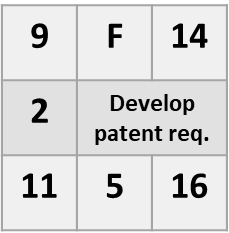 9 F 14
2 Develop
patent req.
11 5 16